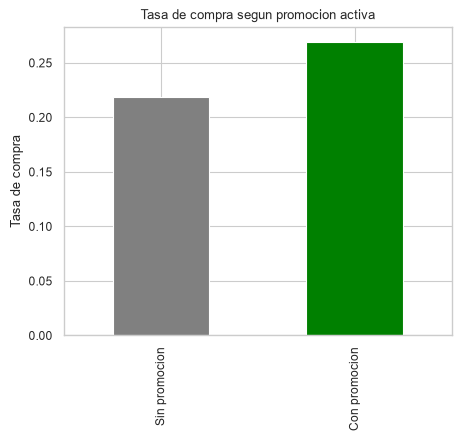 Tasa de compra segun promocion activa
Tasa de compra
0.25
0.20
0.15
0.10
0.05
0.00
Sin promocion
Con promocion